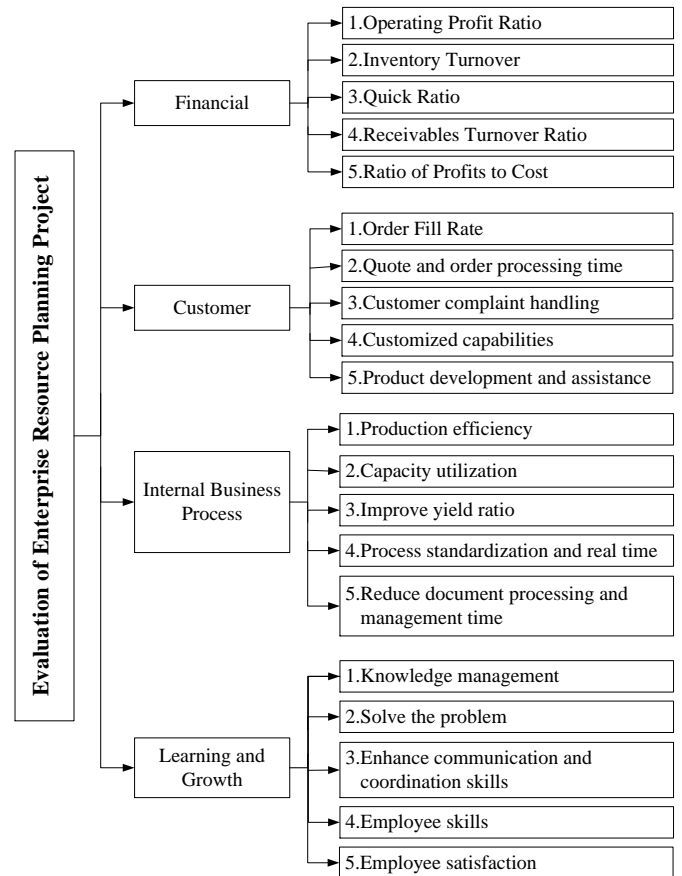 Evaluation of Enterprise Resource Planning Project
Financial
1.Operating Profit Ratio
2.Inventory Turnover
3.Quick Ratio
4.Receivables Turnover Ratio
5.Ratio of Profits to Cost
Customer
1.Order Fill Rate
2.Quote and order processing time
3.Customer complaint handling
4.Customized capabilities
5.Product development and assistance
Internal Business
Process
1.Production efficiency
2.Capacity utilization
3.Improve yield ratio
4.Process standardization and real time
5.Reduce document processing and
management time
Learning and
Growth
1.Knowledge management
2.Solve the problem
3.Enhance communication and
coordination skills
4.Employee skills
5.Employee satisfaction